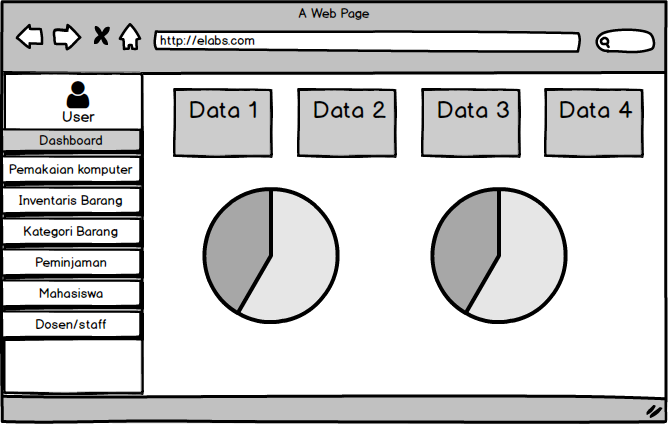 A Web Page
http://elabs.com
User
Dashboard
Pemakaian komputer
Inventaris Barang
Kategori Barang
Peminjaman
Mahasiswa
Dosen/staff
Data 1
Data 2
Data 3
Data 4